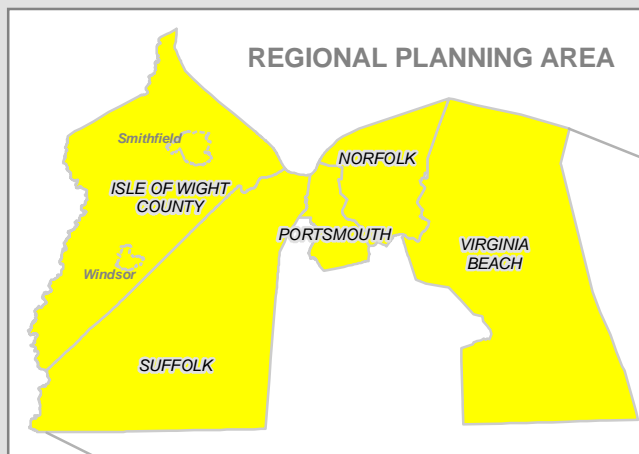 REGIONAL PLANNING AREA
Smithfield
NORFOLK
ISLE OF WIGHT
COUNTY
PORTSMOUTH
VIRGINIA
BEACH
Windsor
SUFFOLK